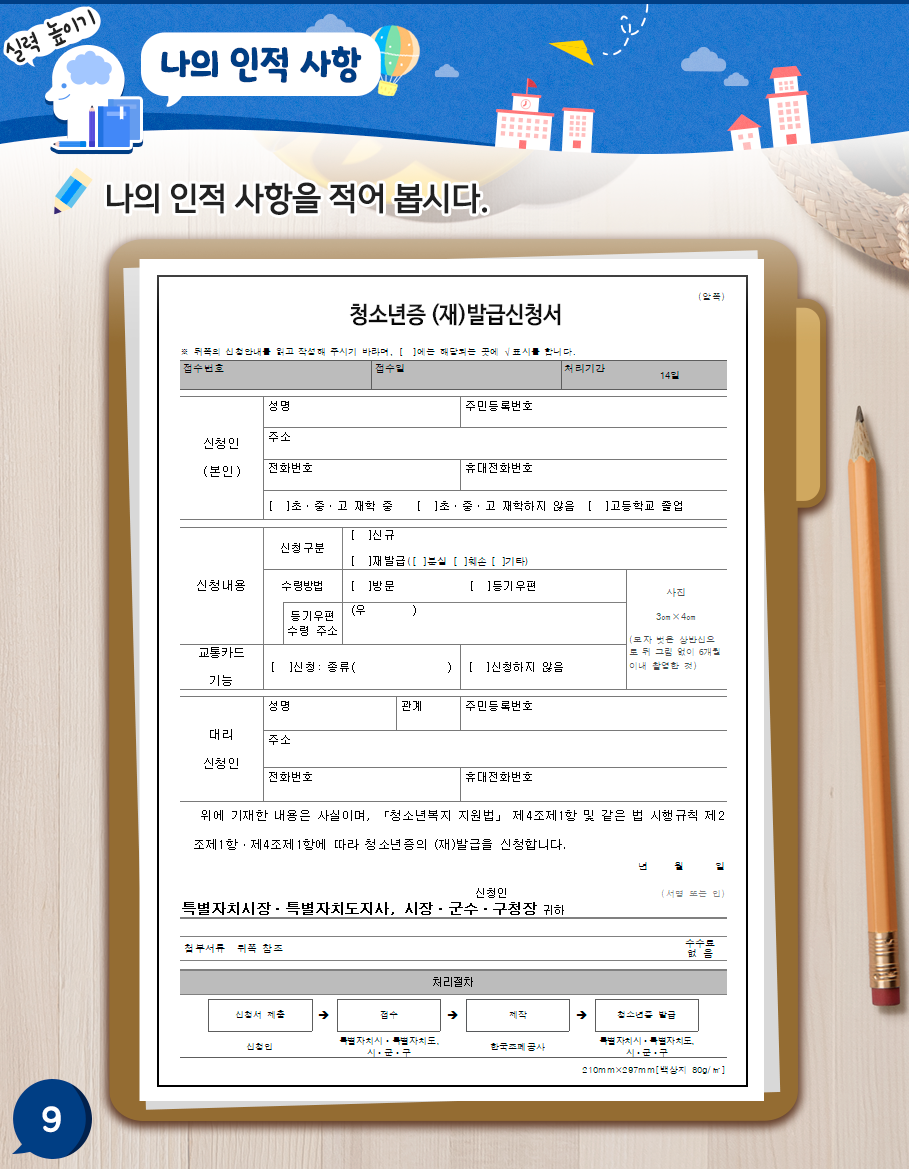 실력 높이기
나의 인적 사항
나의 인적 사항을 적어 봅시다.
(앞쪽)
청소년증 (재)발급신청서
※ 뒤쪽의 신청안내를 읽고 작성해 주시기 바라며, [  ]에는 해당되는 곳에 √표시를 합니다.
접수번호 접수일 처리기간 14일
성명 주민등록번호
신청인
(본인)
주소
전화번호 휴대전화번호
[  ]초·중·고 재학 중 [  ]초·중·고 재학하지 않음 [  ]고등학교 졸업
신청내용
신청구분
[  ]신규
[  ]재발급([  ]분실 [  ]훼손 [  ]기타)
수령방법 [  ]방문 [  ]등기우편
등기우편
수령 주소
(우        )
사진
3㎝×4㎝
(모자 벗은 상반신으
로 뒤 그림 없이 6개월
이내 촬영한 것)
교통카드
기능
[  ]신청: 종류(                ) [  ]신청하지 않음
대리
신청인
성명 관계 주민등록번호
주소
전화번호 휴대전화번호
위에 기재한 내용은 사실이며, 「청소년복지 지원법」 제4조제1항 및 같은 법 시행규칙 제2
조제1항·제4조제1항에 따라 청소년증의 (재)발급을 신청합니다.
년 월 일
신청인 (서명 또는 인)
특별자치시장·특별자치도지사, 시장·군수·구청장 귀하
첨부서류 뒤쪽 참조
수수료
없 음
처리절차
신청서 제출 ➔ 접수 ➔ 제작 ➔ 청소년증 발급
신청인
특별자치시·특별자치도,
시·군·구
한국조폐공사
특별자치시·특별자치도,
시·군·구
210mm×297mm[백상지 80g/㎡]
9